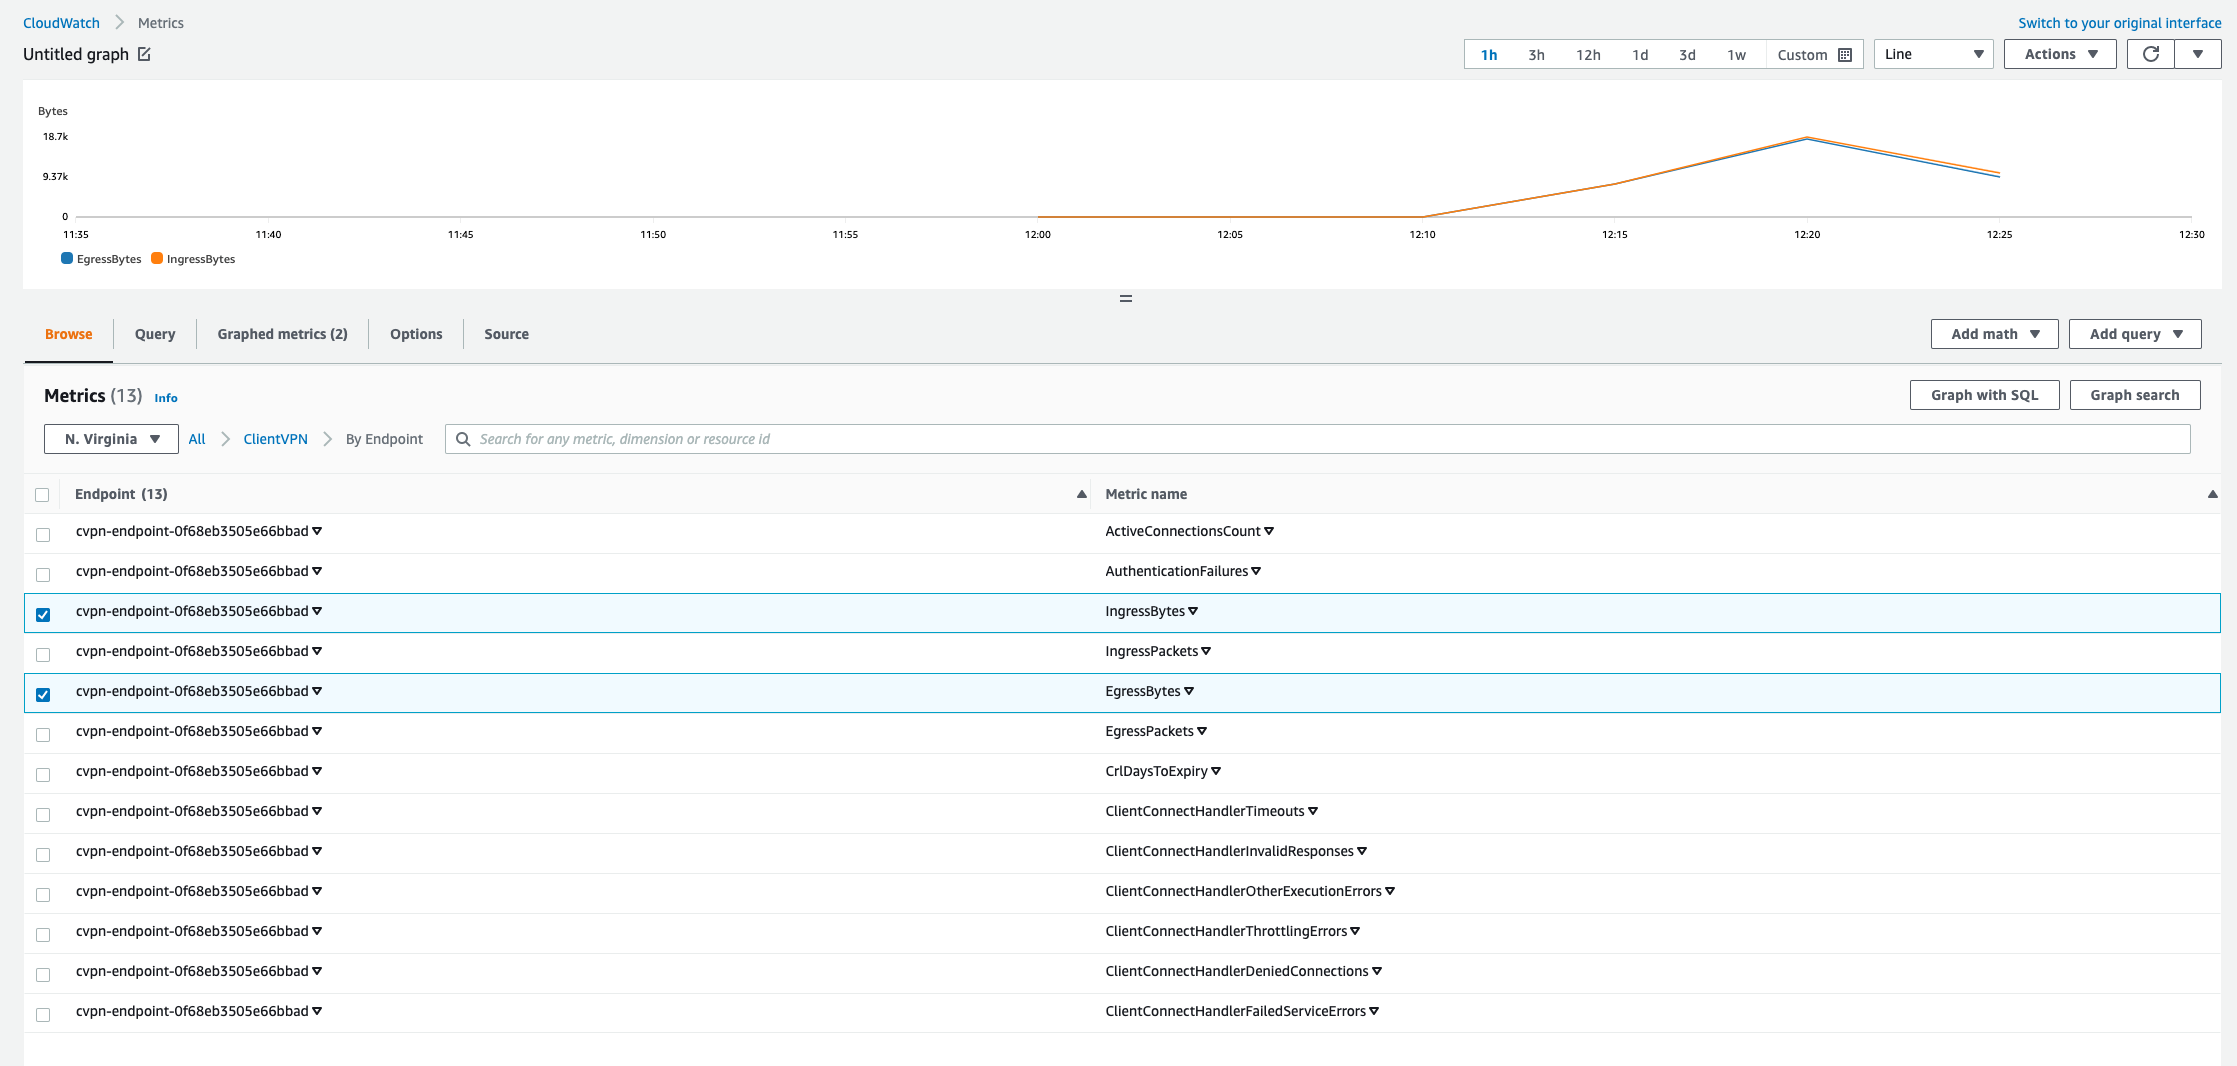 CloudWatch Metrics Switch to your original interface
Untitled graph 1h 3h 12h 1d 3d 1w Custom Line Actions
Bytes
18.7k
9.37k
0
11:35 11:40 11:45 11:50 11:55 12:00 12:05 12:10 12:15 12:20 12:25 12:30
EgressBytes IngressBytes
Browse Query Graphed metrics (2) Options Source Add math Add query
Metrics (13) Info Graph with SQL Graph search
N. Virginia All ClientVPN By Endpoint Search for any metric, dimension or resource id
Endpoint (13) Metric name
cvpn-endpoint-0f68eb3505e66bbad ActiveConnectionsCount
cvpn-endpoint-0f68eb3505e66bbad AuthenticationFailures
cvpn-endpoint-0f68eb3505e66bbad IngressBytes
cvpn-endpoint-0f68eb3505e66bbad IngressPackets
cvpn-endpoint-0f68eb3505e66bbad EgressBytes
cvpn-endpoint-0f68eb3505e66bbad EgressPackets
cvpn-endpoint-0f68eb3505e66bbad CrlDaysToExpiry
cvpn-endpoint-0f68eb3505e66bbad ClientConnectHandlerTimeouts
cvpn-endpoint-0f68eb3505e66bbad ClientConnectHandlerInvalidResponses
cvpn-endpoint-0f68eb3505e66bbad ClientConnectHandlerOtherExecutionErrors
cvpn-endpoint-0f68eb3505e66bbad ClientConnectHandlerThrottlingErrors
cvpn-endpoint-0f68eb3505e66bbad ClientConnectHandlerDeniedConnections
cvpn-endpoint-0f68eb3505e66bbad ClientConnectHandlerFailedServiceErrors